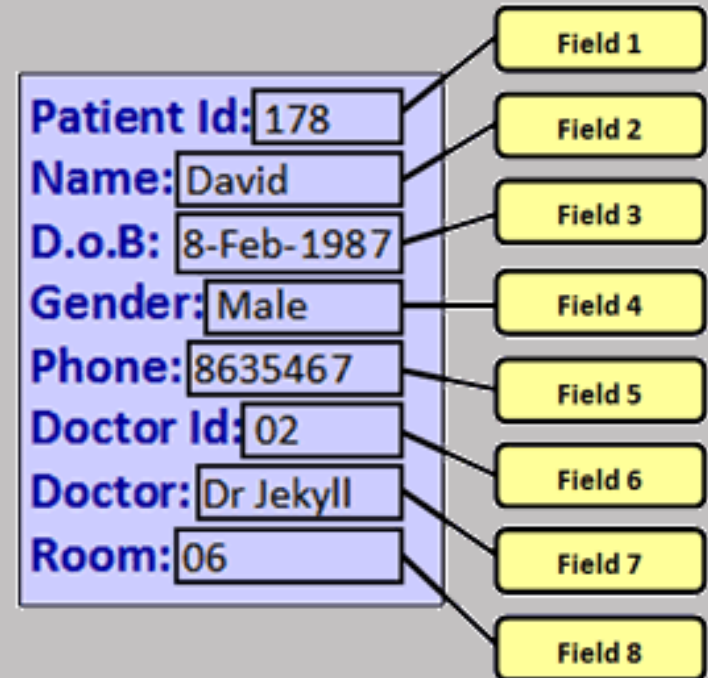 Field 1
Patient Id: 178
Field 2
Name: David
Field 3
D.o.B: 8-Feb-1987
Gender: Male
Field 4
Phone: 8635467
Field 5
Doctor Id: 02
Field 6
Doctor: Dr Jekyll
Field 7
Room: 06
Field 8